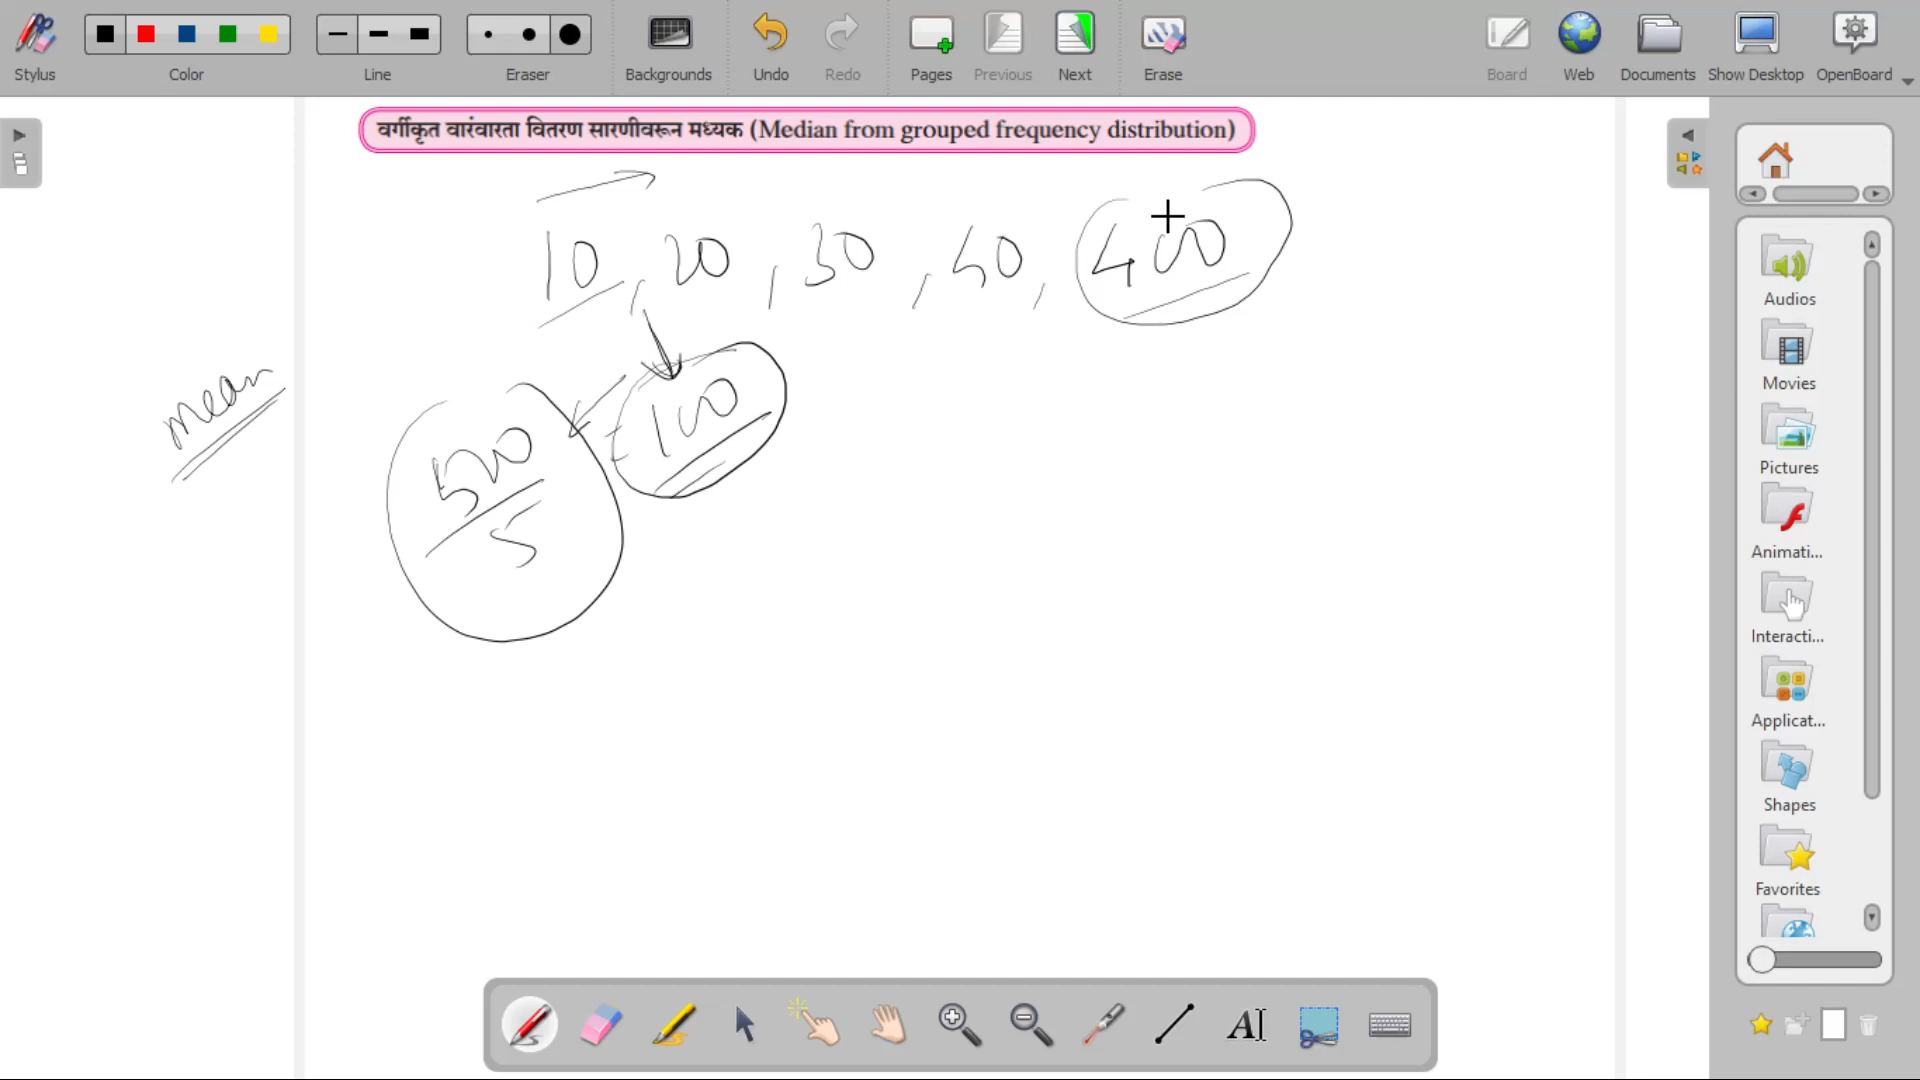 Stylus
Color
Line
Eraser
Backgrounds
Undo
Redo
Pages
Previous
Next
Erase
Board
Web
Documents
Show Desktop
OpenBoard
वर्गीकृत वारंवारता वितरण सारणीवरून मध्यक (Median from grouped frequency distribution)
10, 20, 30, 40, 400
mean
500/5
100
Audios
Movies
Pictures
Animati...
Interacti...
Applicat...
Shapes
Favorites